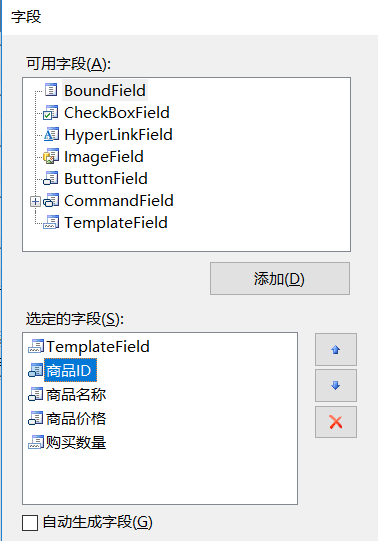 字段
可用字段(A):
BoundField
CheckBoxField
HyperLinkField
ImageField
ButtonField
CommandField
TemplateField
添加(D)
选定的字段(S):
TemplateField
商品ID
商品名称
商品价格
购买数量
自动生成字段(G)